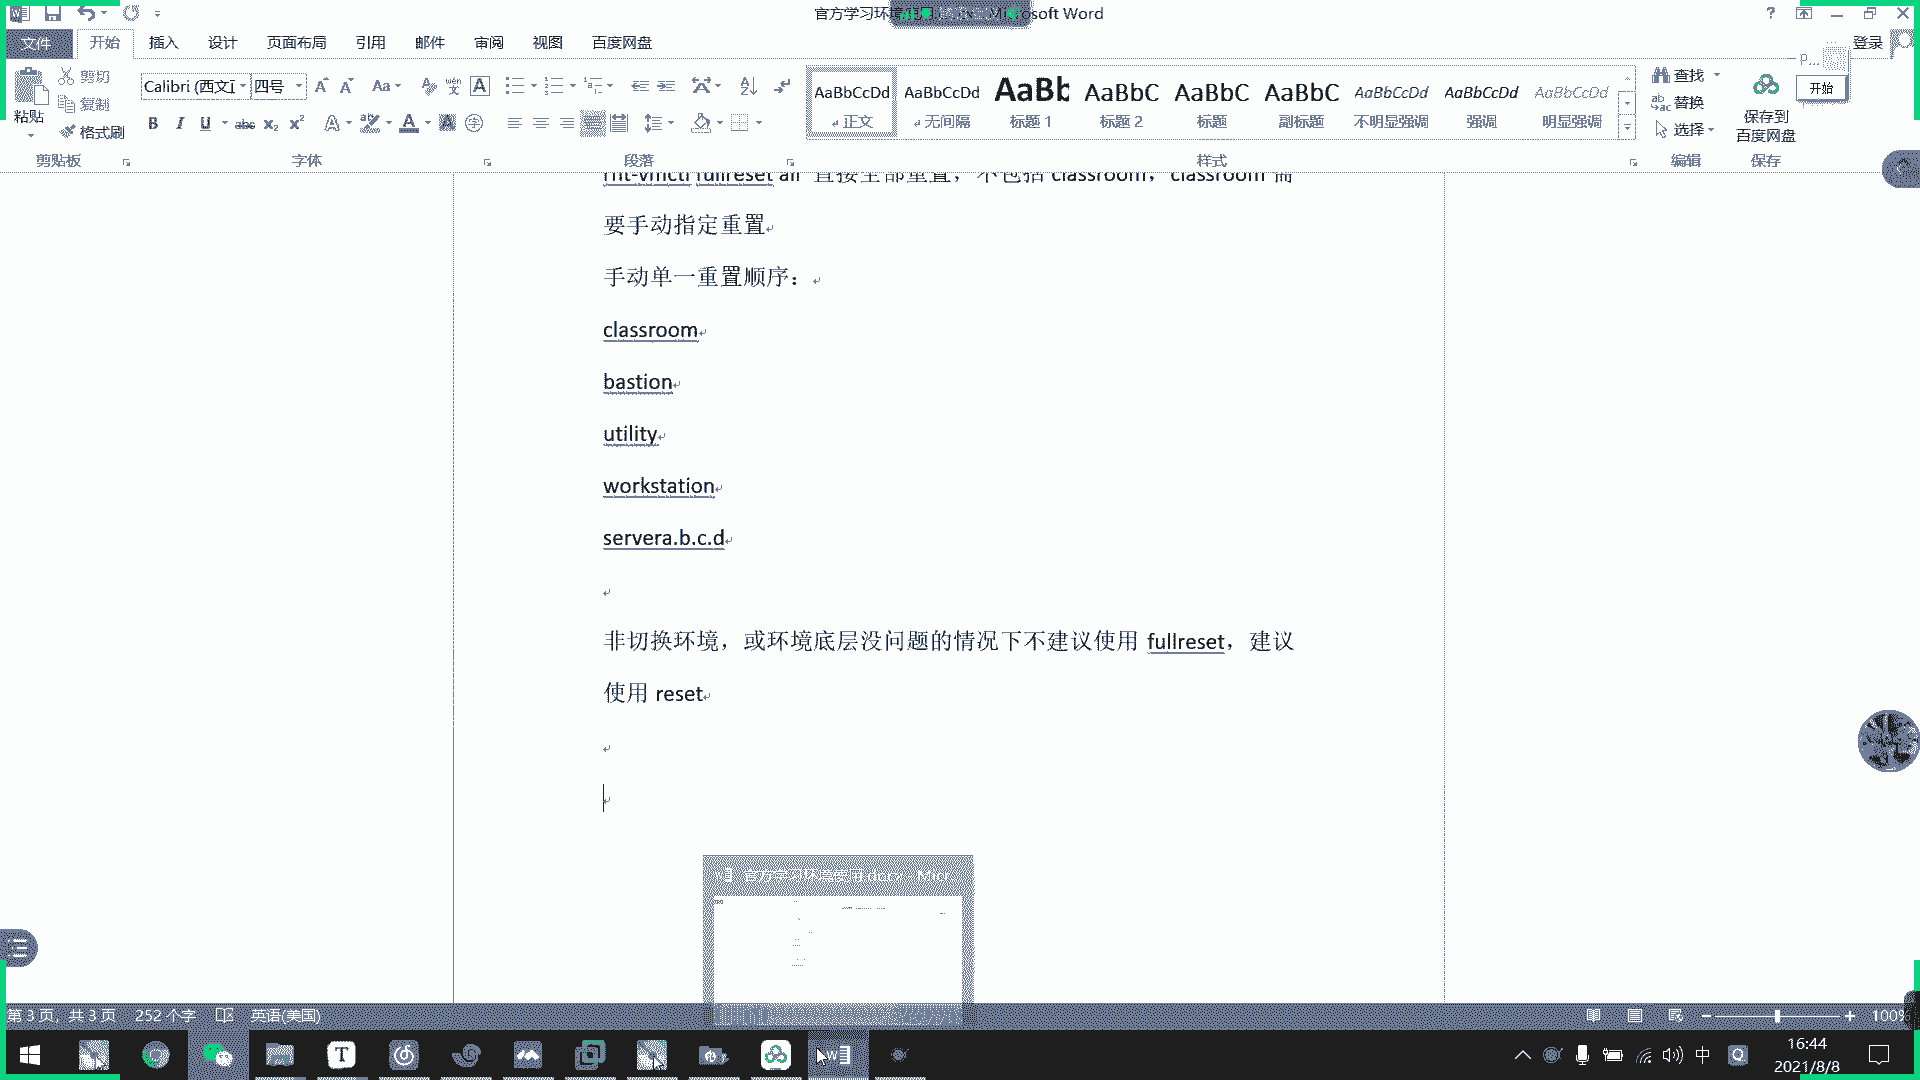 官方学习环境 Microsoft Word
文件 开始 插入 设计 页面布局 引用 邮件 审阅 视图 百度网盘 登录
粘贴 剪切 复制 格式刷
Calibri (西文 四号
AaBbCcDd AaBbCcDd AaBb AaBbC AaBbC AaBbC AaBbCcDd AaBbCcDd AaBbCcDd
正文 无间隔 标题 1 标题 2 标题 副标题 不明显强调 强调 明显强调
查找 替换 选择
保存到
百度网盘
开始
P...
剪贴板 字体 段落 样式 编辑 保存
rht-vmctl fullreset all 直接全部重置，不包括 classroom，classroom 需
要手动指定重置
手动单一重置顺序：
classroom
bastion
utility
workstation
servera.b.c.d
非切换环境，或环境底层没问题的情况下不建议使用 fullreset，建议
使用 reset
官方学习环境使用.docx - Micr
第 3 页，共 3 页 252 个字 英语(美国) 100%
中 16:44
2021/8/8